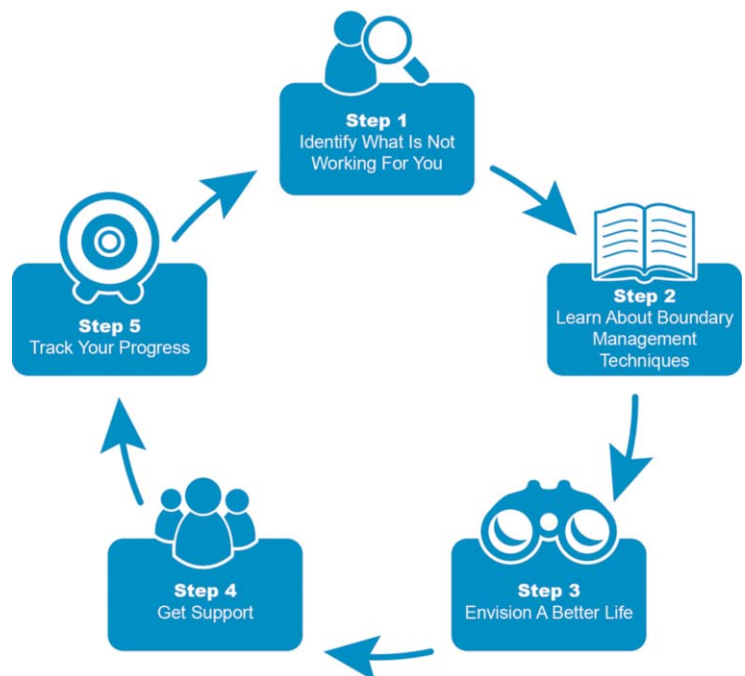 Step 1
Identify What Is Not
Working For You
Step 2
Learn About Boundary
Management
Techniques
Step 3
Envision A Better Life
Step 4
Get Support
Step 5
Track Your Progress